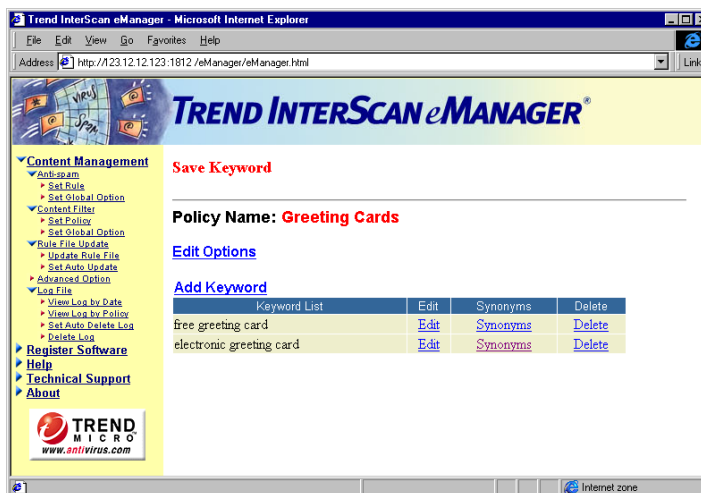 Trend InterScan eManager - Microsoft Internet Explorer
File Edit View Go Favorites Help
Address http://123.12.12.123:1812 /eManager/eManager.html Link
VIRUS
Spam
TREND INTERSCAN eMANAGER®
Content Management
Anti-spam
Set Rule
Set Global Option
Content Filter
Set Policy
Set Global Option
Rule File Update
Update Rule File
Set Auto Update
Advanced Option
Log File
View Log by Date
View Log by Policy
Set Auto Delete Log
Delete Log
Register Software
Help
Technical Support
About
TREND
MICRO
www.antivirus.com
Save Keyword
Policy Name: Greeting Cards
Edit Options
Add Keyword
Keyword List Edit Synonyms Delete
free greeting card Edit Synonyms Delete
electronic greeting card Edit Synonyms Delete
Internet zone